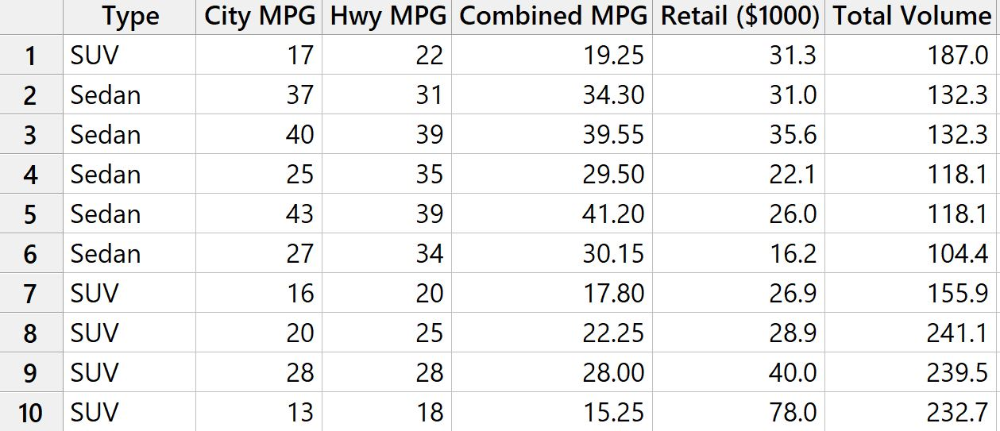 Type City MPG Hwy MPG Combined MPG Retail ($1000) Total Volume
1 SUV 17 22 19.25 31.3 187.0
2 Sedan 37 31 34.30 31.0 132.3
3 Sedan 40 39 39.55 35.6 132.3
4 Sedan 25 35 29.50 22.1 118.1
5 Sedan 43 39 41.20 26.0 118.1
6 Sedan 27 34 30.15 16.2 104.4
7 SUV 16 20 17.80 26.9 155.9
8 SUV 20 25 22.25 28.9 241.1
9 SUV 28 28 28.00 40.0 239.5
10 SUV 13 18 15.25 78.0 232.7